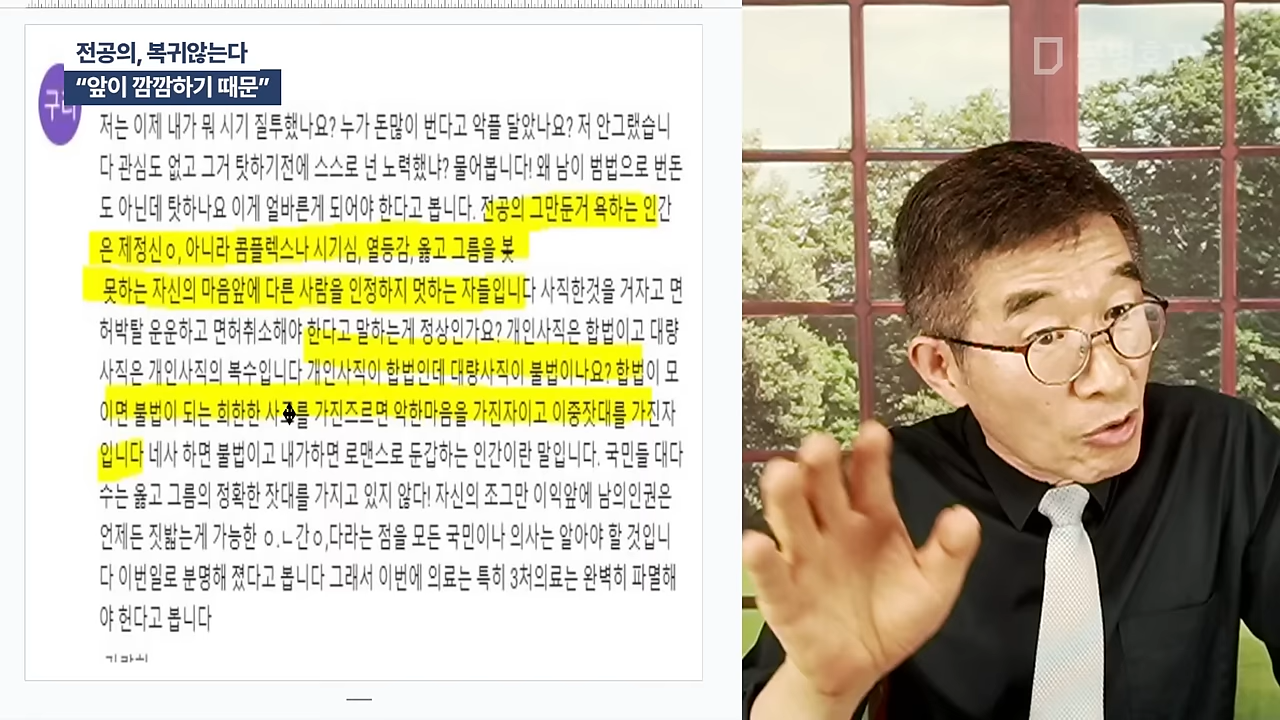 전공의, 복귀않는다
“앞이 깜깜하기 때문”
저는 이제 내가 뭐 시기 질투했나요? 누가 돈많이 번다고 악플 달았나요? 저 안그랬습니
다 관심도 없고 그거 탓하기전에 스스로 넌 노력했냐? 물어봅니다! 왜 남이 범법으로 번돈
도 아닌데 탓하나요 이게 얼바른게 되어야 한다고 봅니다. 전공의 그만둔거 욕하는 인간
은 제정신ㅇ, 아니라 콤플렉스나 시기심, 열등감, 옳고 그름을 봇
못하는 자신의 마음앞에 다른 사람을 인정하지 멋하는 자들입니다 사직한것을 거자고 면
허박탈 운운하고 면허취소해야 한다고 말하는게 정상인가요? 개인사직은 합법이고 대량
사직은 개인사직의 복수입니다 개인사직이 합법인데 대량사직이 불법이나요? 합법이 모
이면 불법이 되는 희한한 사고를 가진즈르면 악한마음을 가진자이고 이중잣대를 가진자
입니다 네사 하면 불법이고 내가하면 로맨스로 둔갑하는 인간이란 말입니다. 국민들 대다
수는 옳고 그름의 정확한 잣대를 가지고 있지 않다! 자신의 조그만 이익앞에 남의인권은
언제든 짓밟는게 가능한 ㅇ.ㄴ간ㅇ,다라는 점을 모든 국민이나 의사는 알아야 할 것입니
다 이번일로 분명해 졌다고 봅니다 그래서 이번에 의료는 특히 3처의료는 완벽히 파멸해
야 헌다고 봅니다